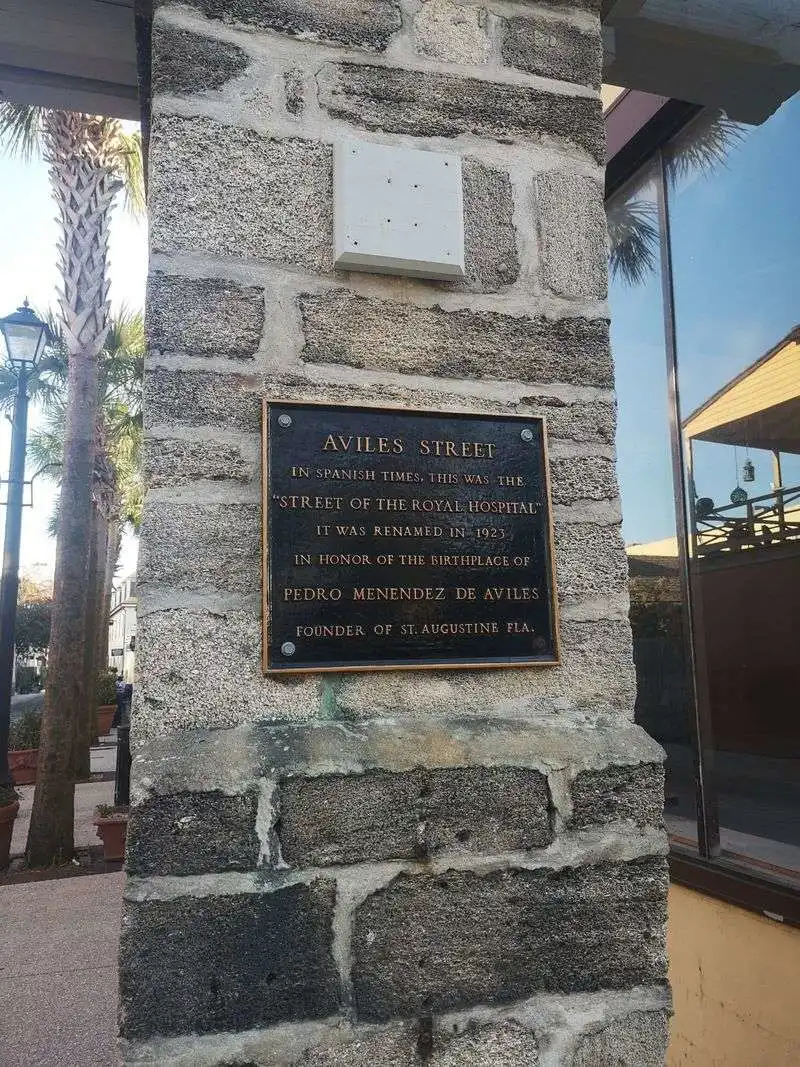 AVILES STREET
IN SPANISH TIMES, THIS WAS THE
"STREET OF THE ROYAL HOSPITAL"
IT WAS RENAMED IN 1923
IN HONOR OF THE BIRTHPLACE OF
PEDRO MENENDEZ DE AVILES
FOUNDER OF ST. AUGUSTINE FLA.